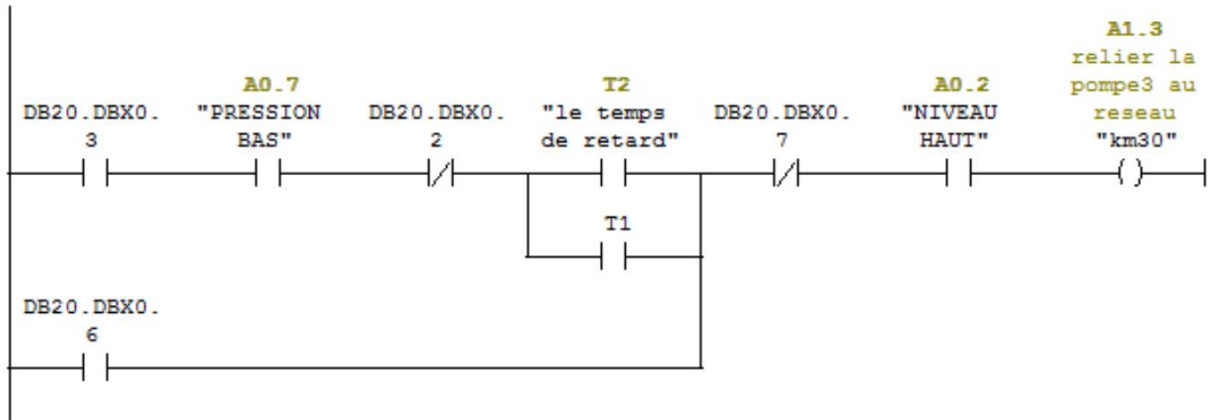 A1.3
relier la
A0.7 T2 A0.2 pompe3 au
DB20.DBX0. "PRESSION DB20.DBX0. "le temps DB20.DBX0. "NIVEAU reseau
3 BAS" 2 de retard" 7 HAUT" "km30"
T1
DB20.DBX0.
6